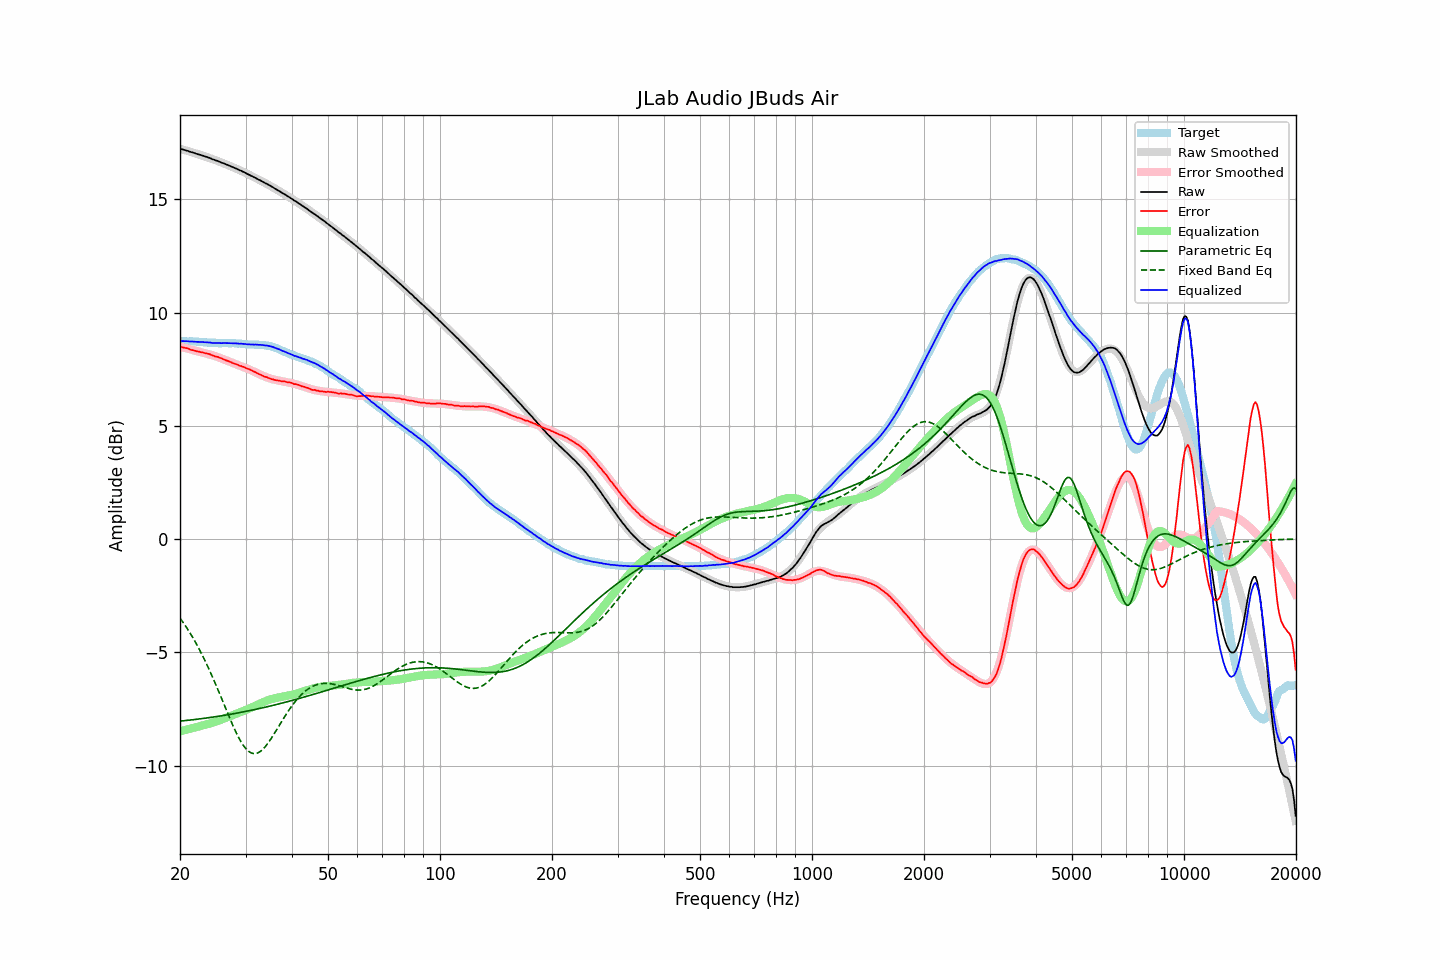 JLab Audio JBuds Air
Target
Raw Smoothed
Error Smoothed
Raw
Error
Equalization
Parametric Eq
Fixed Band Eq
Equalized
Amplitude (dBr)
15
10
5
0
−5
−10
20 50 100 200 500 1000 2000 5000 10000 20000
Frequency (Hz)